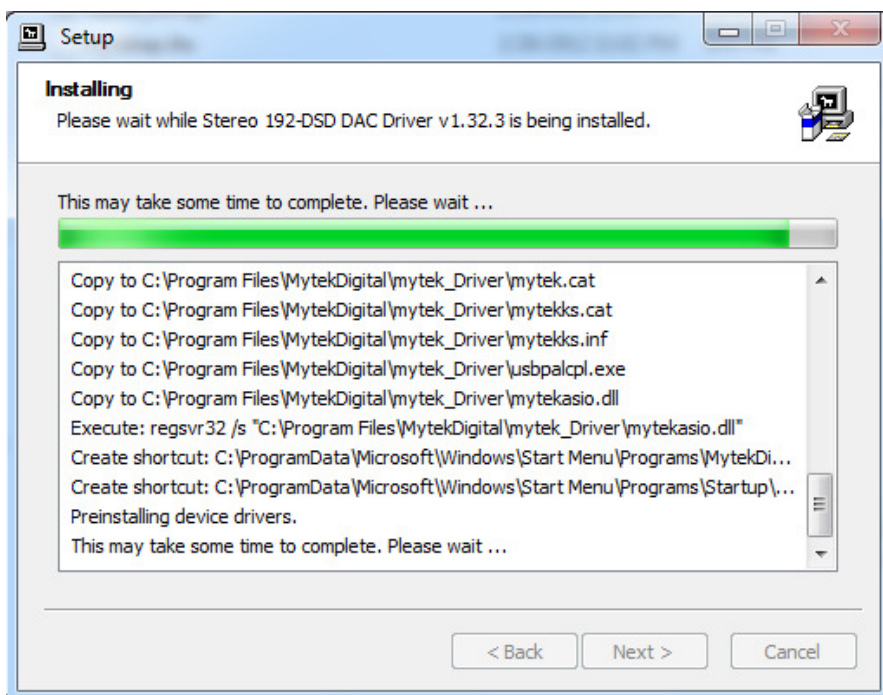 Setup
Installing
Please wait while Stereo 192-DSD DAC Driver v1.32.3 is being installed.
This may take some time to complete. Please wait ...
Copy to C:\Program Files\MytekDigital\mytek_Driver\mytek.cat
Copy to C:\Program Files\MytekDigital\mytek_Driver\mytekks.cat
Copy to C:\Program Files\MytekDigital\mytek_Driver\mytekks.inf
Copy to C:\Program Files\MytekDigital\mytek_Driver\usbpalcpl.exe
Copy to C:\Program Files\MytekDigital\mytek_Driver\mytekasio.dll
Execute: regsvr32 /s "C:\Program Files\MytekDigital\mytek_Driver\mytekasio.dll"
Create shortcut: C:\ProgramData\Microsoft\Windows\Start Menu\Programs\MytekDi...
Create shortcut: C:\ProgramData\Microsoft\Windows\Start Menu\Programs\Startup\...
Preinstalling device drivers.
This may take some time to complete. Please wait ...
< Back
Next >
Cancel